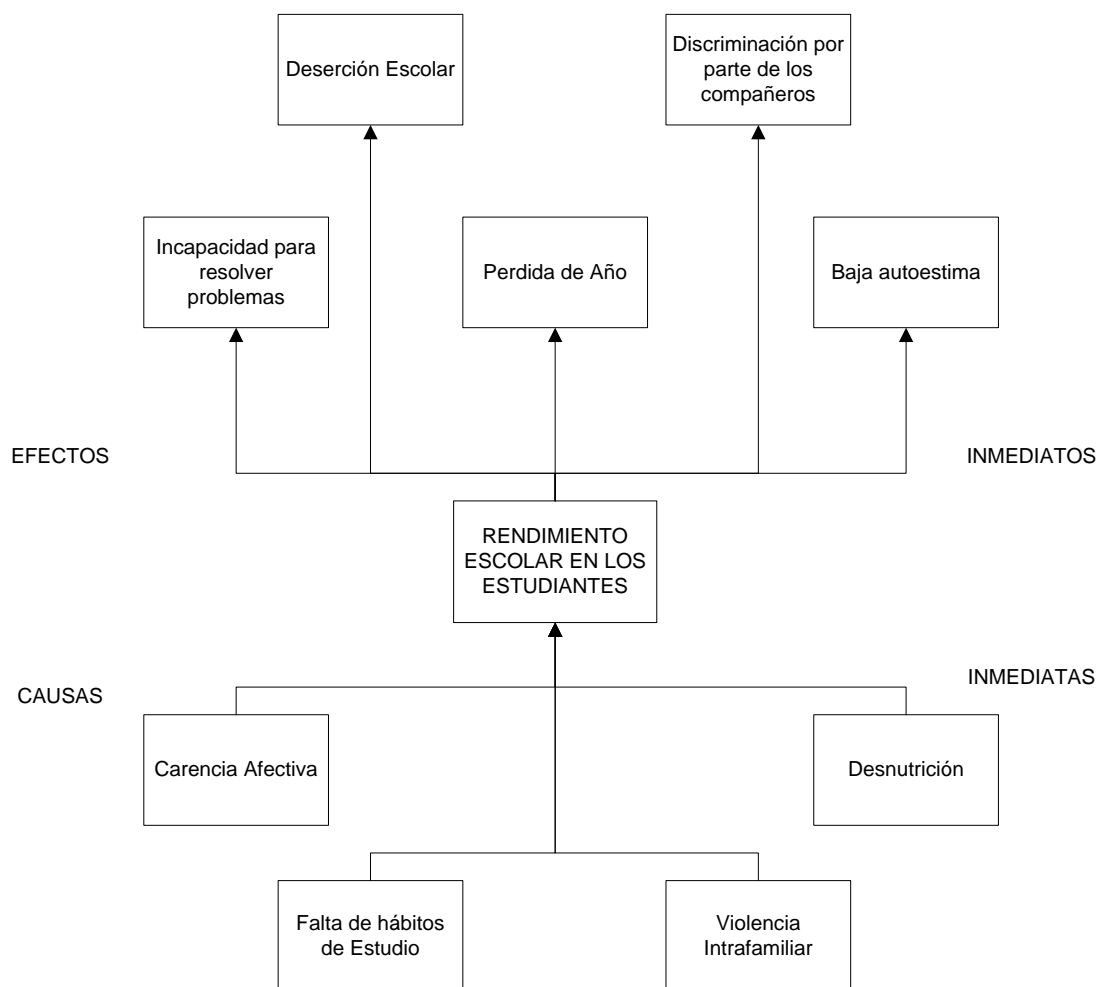 Deserción Escolar
Discriminación por
parte de los
compañeros
Incapacidad para
resolver
problemas
Perdida de Año
Baja autoestima
EFECTOS
INMEDIATOS
RENDIMIENTO
ESCOLAR EN LOS
ESTUDIANTES
CAUSAS
INMEDIATAS
Carencia Afectiva
Desnutrición
Falta de hábitos
de Estudio
Violencia
Intrafamiliar